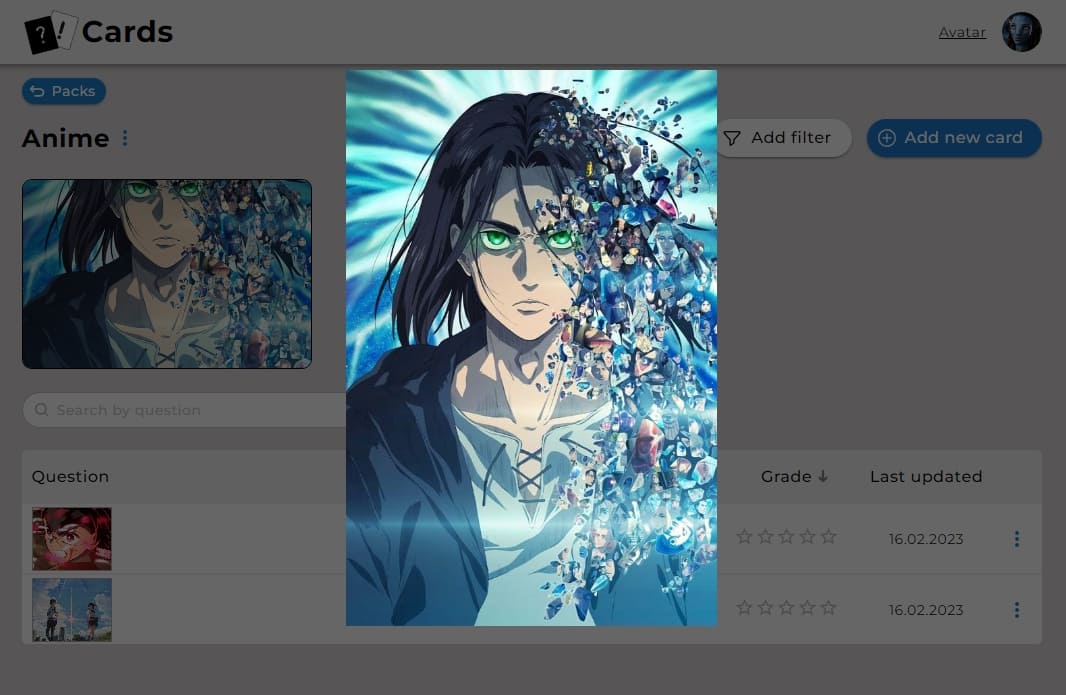 ?! Cards
Avatar
Packs
Anime
Add filter
Add new card
Search by question
Question
Grade
Last updated
16.02.2023
16.02.2023